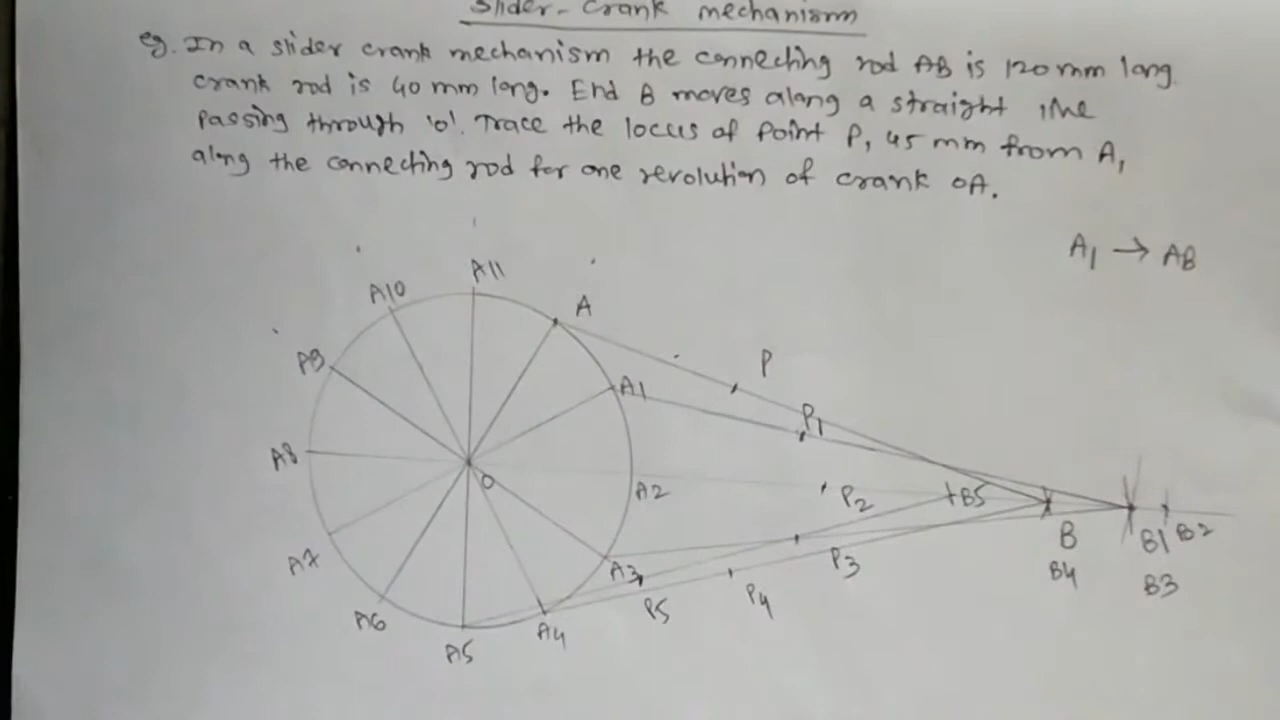 Slider-Crank mechanism
eg. In a slider crank mechanism the connecting rod AB is 120 mm long.
crank rod is 40 mm long. End B moves along a straight line
Passing through 'o'. Trace the locus of point P, 45 mm from A,
along the connecting rod for one revolution of crank OA.
A1 → AB
A11
A10
A
P
A9
A1
P1
A8
O
A2
P2
B5
B
B1
B2
A7
A3
P3
B4
B3
P5
P4
A6
A4
A5